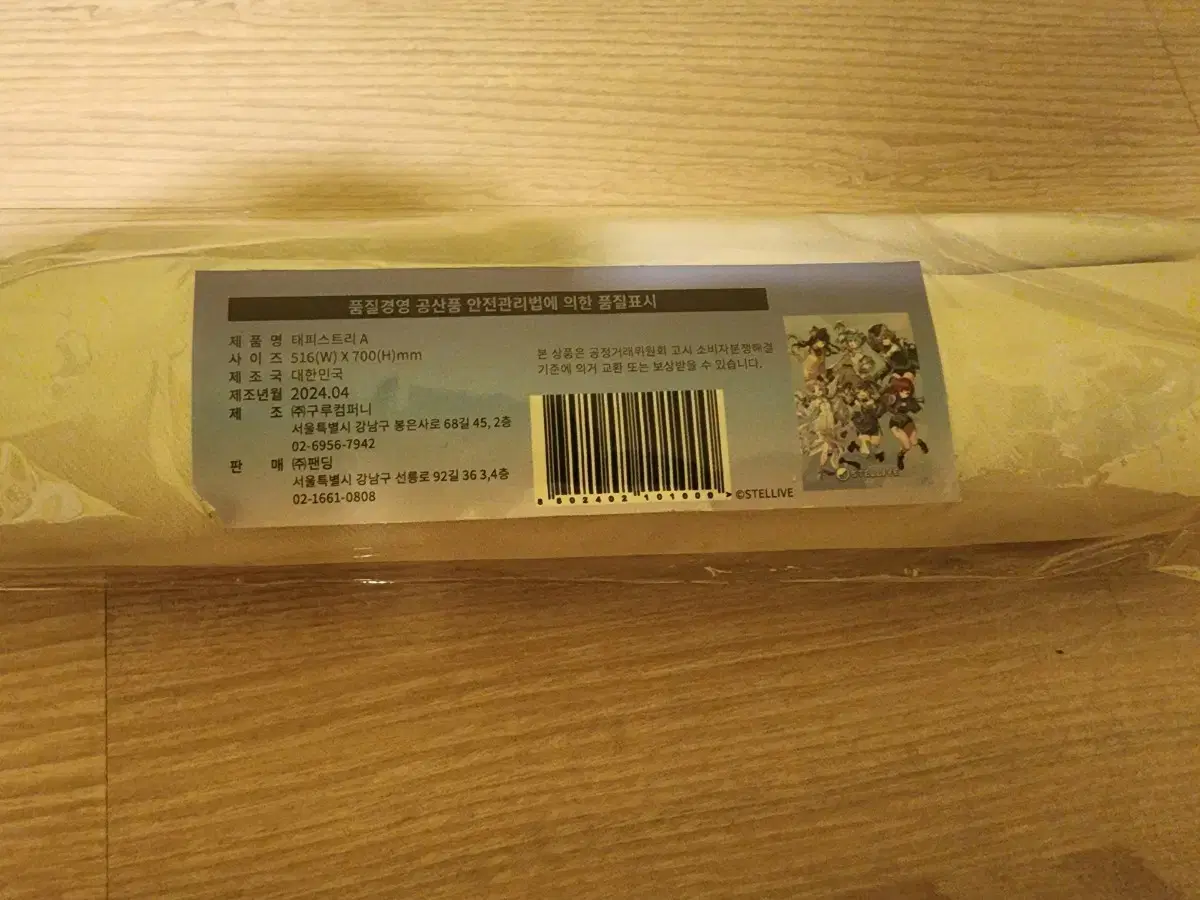 품질경영 공산품 안전관리법에 의한 품질표시
제 품 명 태피스트리 A
사 이 즈 516(W) X 700(H)mm
제 조 국 대한민국
제조년월 2024.04
제 조 ㈜구루컴퍼니
서울특별시 강남구 봉은사로 68길 45, 2층
02-6956-7942
판 매 ㈜팬딩
서울특별시 강남구 선릉로 92길 36 3,4층
02-1661-0808
본 상품은 공정거래위원회 고시 소비자분쟁해결
기준에 의거 교환 또는 보상받을 수 있습니다.
8 802402 101009 >
©STELLIVE
STELLIVE